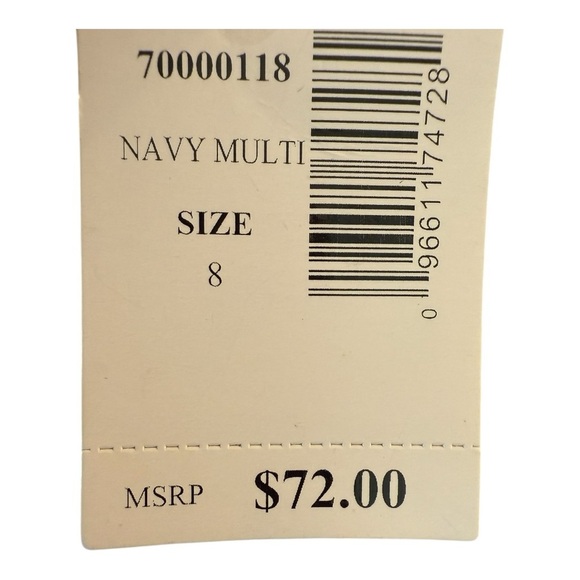 70000118
NAVY MULTI
SIZE
8
0 96611 74728
MSRP $72.00